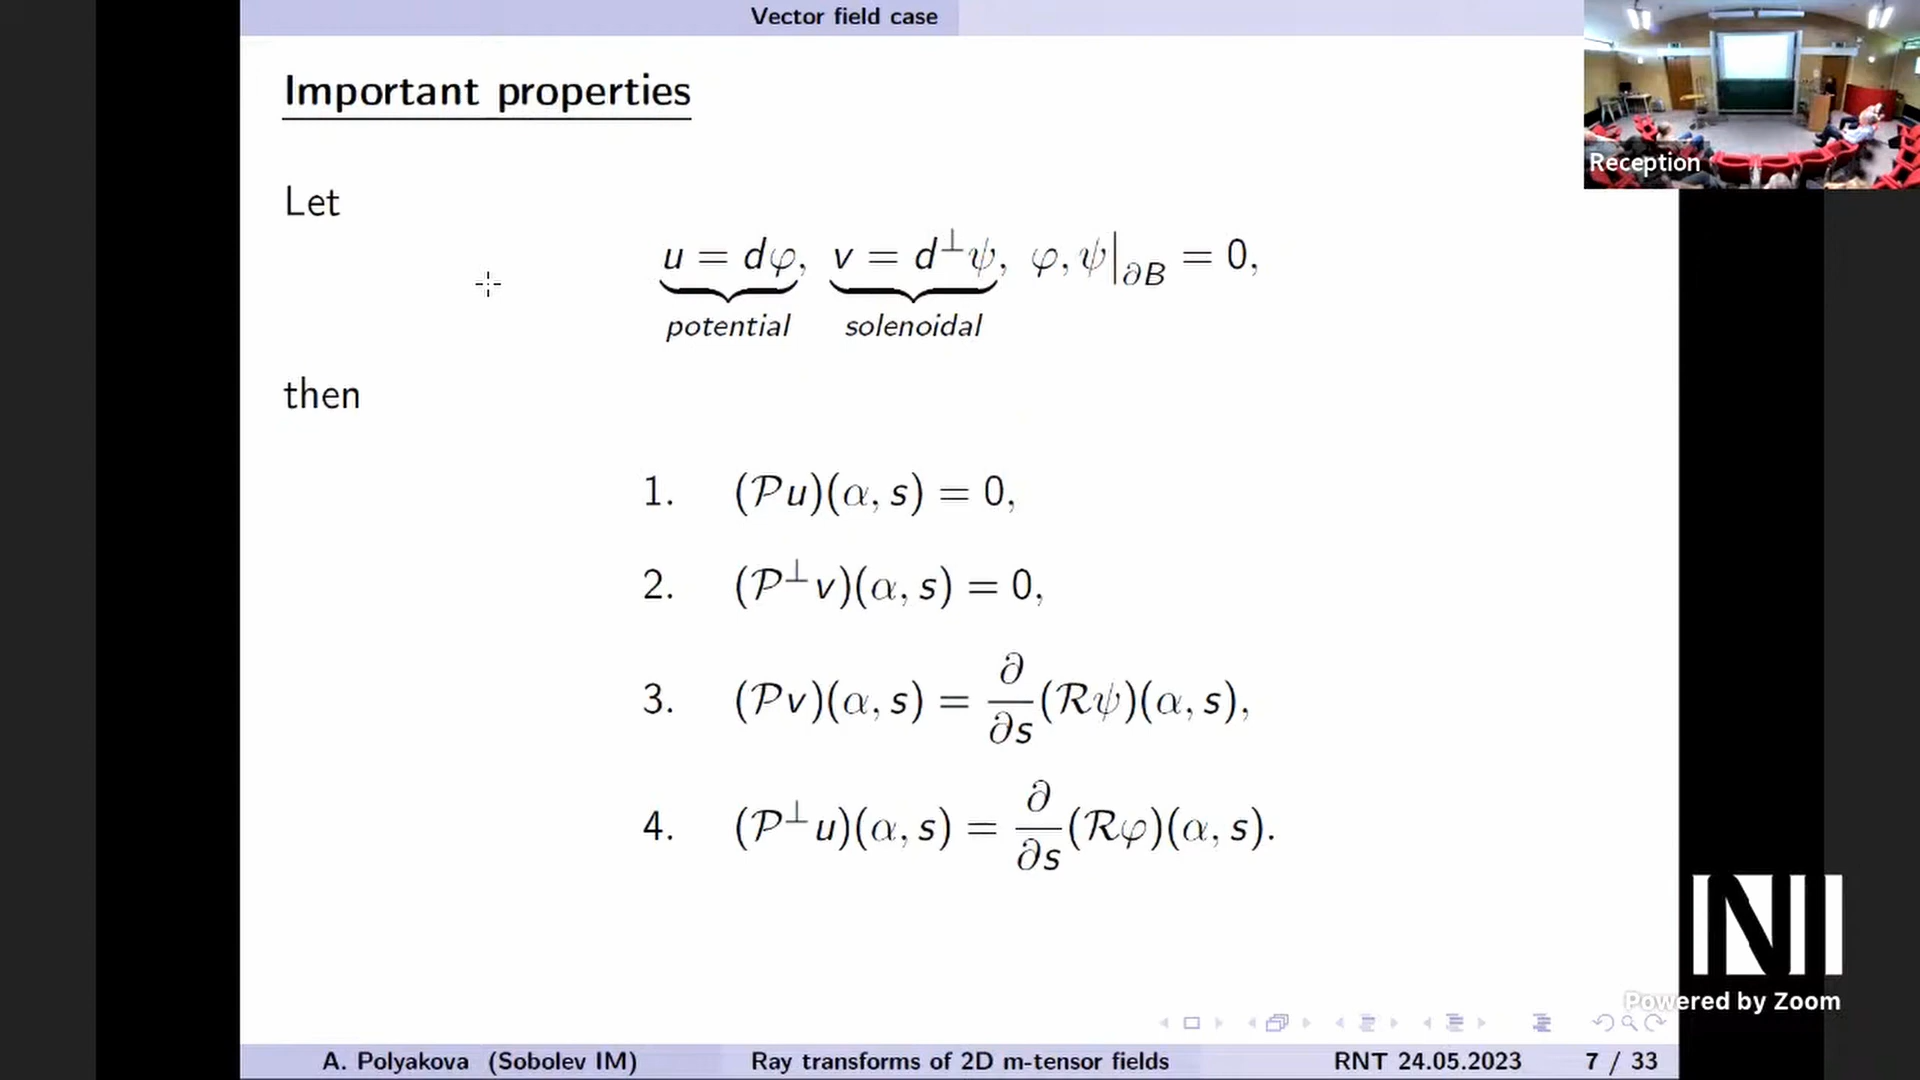 Vector field case
Important properties
Reception
Let
u = dφ, v = d⊥ψ, φ, ψ|∂B = 0,
potential solenoidal
then
1. (𝒫u)(α, s) = 0,
2. (𝒫⊥v)(α, s) = 0,
3. (𝒫v)(α, s) = ∂/∂s (ℛψ)(α, s),
4. (𝒫⊥u)(α, s) = ∂/∂s (ℛφ)(α, s).
NI
Powered by Zoom
A. Polyakova (Sobolev IM) Ray transforms of 2D m-tensor fields RNT 24.05.2023 7 / 33